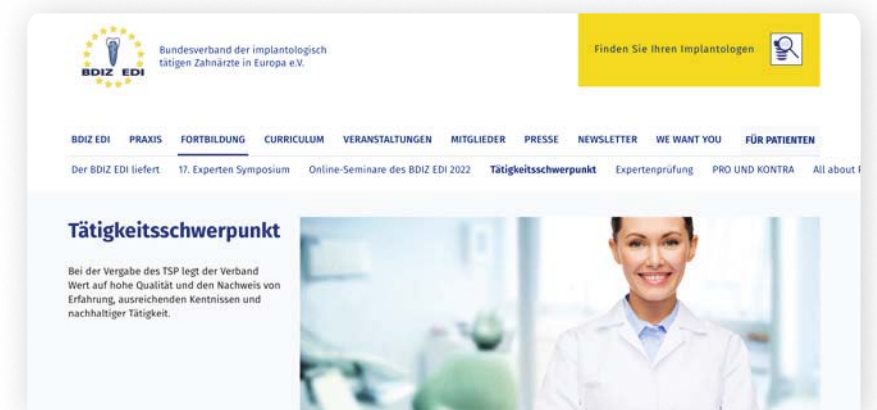 BDIZ EDI
Bundesverband der implantologisch
tätigen Zahnärzte in Europa e.V.
Finden Sie Ihren Implantologen
BDIZ EDI PRAXIS FORTBILDUNG CURRICULUM VERANSTALTUNGEN MITGLIEDER PRESSE NEWSLETTER WE WANT YOU FÜR PATIENTEN
Der BDIZ EDI liefert 17. Experten Symposium Online-Seminare des BDIZ EDI 2022 Tätigkeitsschwerpunkt Expertenprüfung PRO UND KONTRA All about
Tätigkeitsschwerpunkt
Bei der Vergabe des TSP legt der Verband
Wert auf hohe Qualität und den Nachweis von
Erfahrung, ausreichenden Kentnissen und
nachhaltiger Tätigkeit.